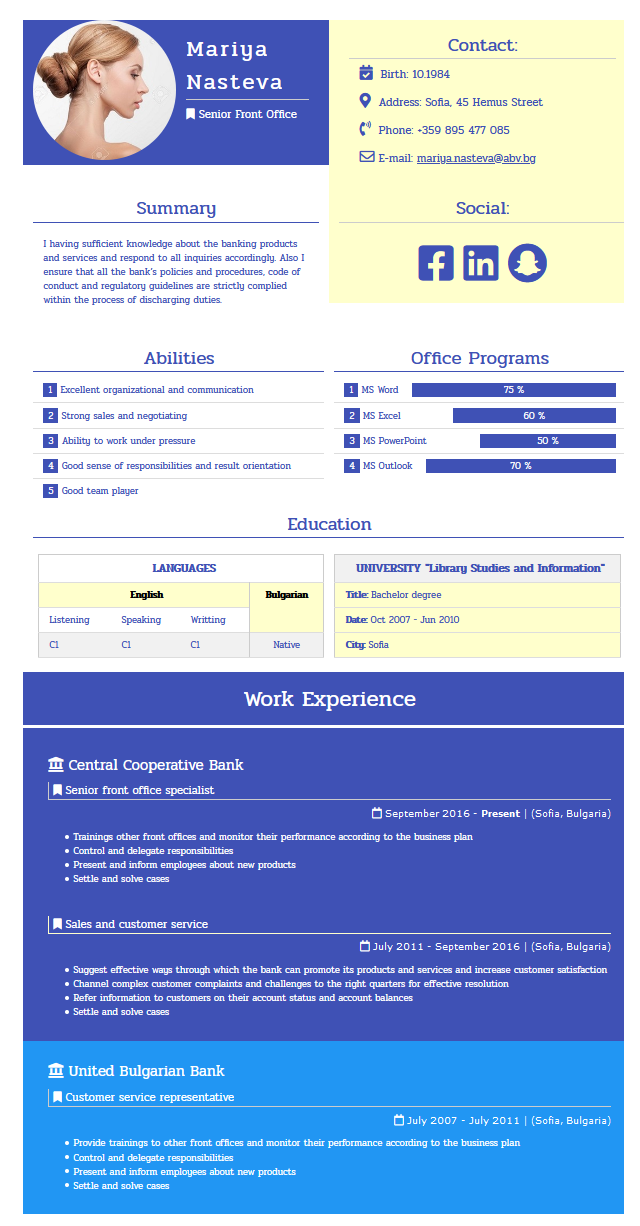 Mariya
Nasteva
Senior Front Office
Contact:
Birth: 10.1984
Address: Sofia, 45 Hemus Street
Phone: +359 895 477 085
E-mail: mariya.nasteva@abv.bg
Summary
I having sufficient knowledge about the banking products
and services and respond to all inquiries accordingly. Also I
ensure that all the bank's policies and procedures, code of
conduct and regulatory guidelines are strictly complied
within the process of discharging duties.
Social:
Abilities
1 Excellent organizational and communication
2 Strong sales and negotiating
3 Ability to work under pressure
4 Good sense of responsibilities and result orientation
5 Good team player
Office Programs
1 MS Word 75 %
2 MS Excel 60 %
3 MS PowerPoint 50 %
4 MS Outlook 70 %
Education
LANGUAGES
English Bulgarian
Listening Speaking Writting
C1 C1 C1 Native
UNIVERSITY "Library Studies and Information"
Title: Bachelor degree
Date: Oct 2007 - Jun 2010
City: Sofia
Work Experience
Central Cooperative Bank
Senior front office specialist
September 2016 - Present | (Sofia, Bulgaria)
• Trainings other front offices and monitor their performance according to the business plan
• Control and delegate responsibilities
• Present and inform employees about new products
• Settle and solve cases
Sales and customer service
July 2011 - September 2016 | (Sofia, Bulgaria)
• Suggest effective ways through which the bank can promote its products and services and increase customer satisfaction
• Channel complex customer complaints and challenges to the right quarters for effective resolution
• Refer information to customers on their account status and account balances
• Settle and solve cases
United Bulgarian Bank
Customer service representative
July 2007 - July 2011 | (Sofia, Bulgaria)
• Provide trainings to other front offices and monitor their performance according to the business plan
• Control and delegate responsibilities
• Present and inform employees about new products
• Settle and solve cases